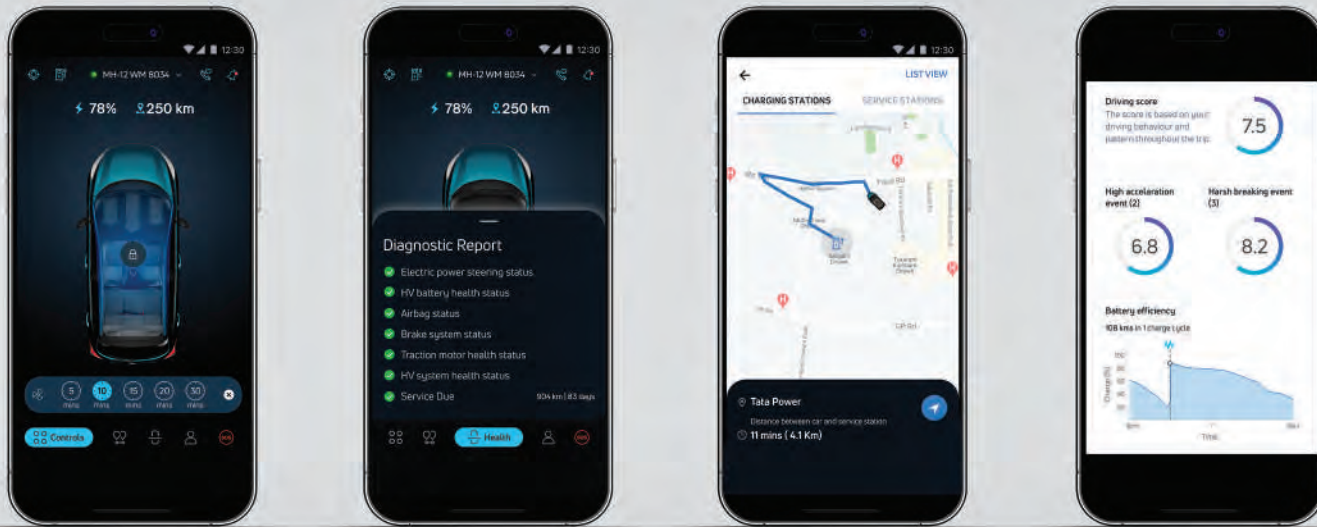 12:30
MH-12 WM 8034
78% 250 km
5 mins
10 mins
15 mins
20 mins
30 mins
Controls
SOS
12:30
MH-12 WM 8034
78% 250 km
Diagnostic Report
Electric power steering status
HV battery health status
Airbag status
Brake system status
Traction motor health status
HV system health status
Service Due 904 km | 83 days
Health
SOS
12:30
LIST VIEW
CHARGING STATIONS SERVICE STATIONS
Tata Power
Distance between car and service station
11 mins ( 4.1 Km)
Driving score
The score is based on your
driving behaviour and
pattern throughout the trip.
7.5
High acceleration
event (2)
Harsh breaking event
(3)
6.8
8.2
Battery efficiency
108 kms in 1 charge cycle
Charge (%)
Time